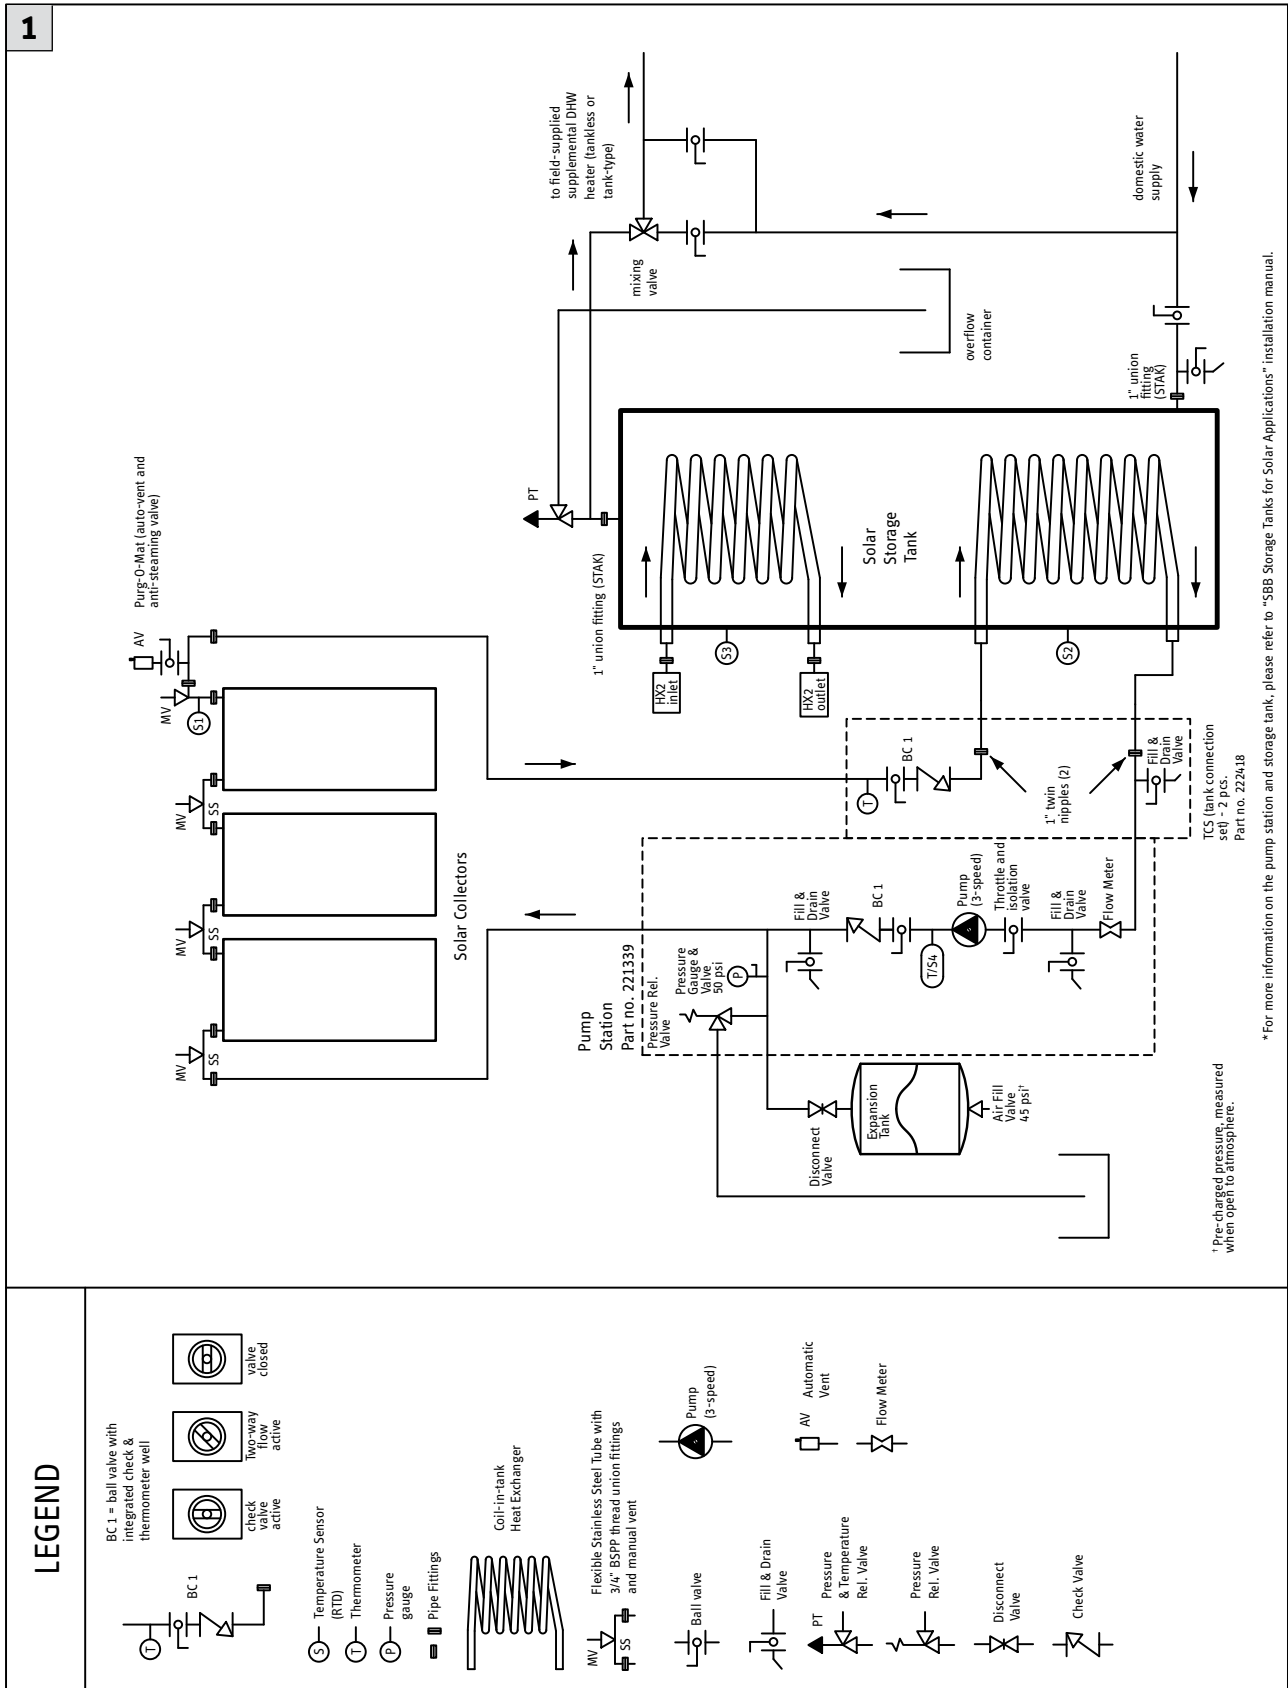 1
LEGEND
BC 1 = ball valve with
integrated check &
thermometer well
T
BC 1
check
valve
active
Two-way
flow
active
valve
closed
S
Temperature Sensor
(RTD)
T
Thermometer
P
Pressure
gauge
Pipe Fittings
Coil-in-tank
Heat Exchanger
MV
SS
Flexible Stainless Steel Tube with
3/4" BSPP thread union fittings
and manual vent
Ball valve
Fill & Drain
Valve
PT
Pressure
& Temperature
Rel. Valve
Pressure
Rel. Valve
Disconnect
Valve
Check Valve
Pump
(3-speed)
AV
Automatic
Vent
Flow Meter
Purg-O-Mat (auto-vent and
anti-steaming valve)
AV
MV
S1
MV
SS
MV
SS
MV
SS
Solar Collectors
to field-supplied
supplemental DHW
heater (tankless or
tank-type)
mixing
valve
PT
1" union fitting (STAK)
overflow
container
domestic water
supply
1" union
fitting
(STAK)
HX2
inlet
S3
HX2
outlet
Solar
Storage
Tank
S2
T
BC 1
1" twin
nipples (2)
Fill &
Drain
Valve
TCS (tank connection
set) - 2 pcs.
Part no. 222418
Pump
Station
Part no. 221339
Pressure Rel.
Valve
Pressure
Gauge &
Valve
50 psi
P
Fill &
Drain
Valve
BC 1
T/S4
Pump
(3-speed)
Throttle and
isolation
valve
Fill &
Drain
Valve
Flow Meter
Disconnect
Valve
Expansion
Tank
Air Fill
Valve
45 psi†
† Pre-charged pressure, measured
when open to atmosphere.
*For more information on the pump station and storage tank, please refer to "SBB Storage Tanks for Solar Applications" installation manual.